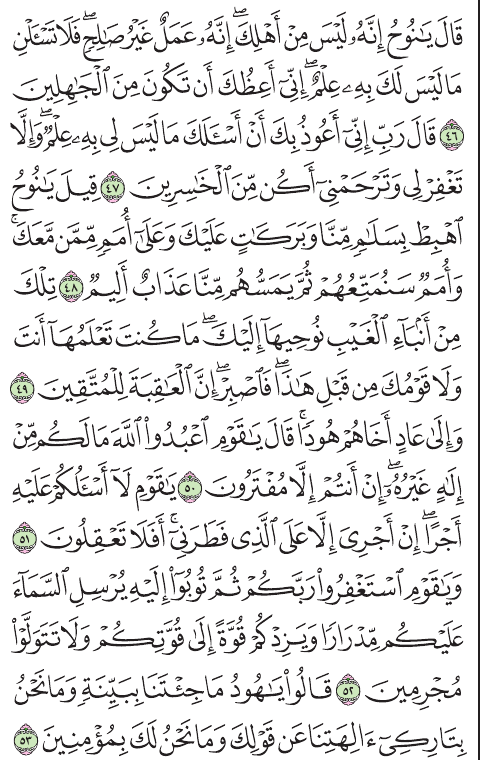 قَالَ يَٰنُوحُ إِنَّهُۥ لَيْسَ مِنْ أَهْلِكَۖ إِنَّهُۥ عَمَلٌ غَيْرُ صَٰلِحٖۖ فَلَا تَسْـَٔلْنِ
مَا لَيْسَ لَكَ بِهِۦ عِلْمٌۖ إِنِّيٓ أَعِظُكَ أَن تَكُونَ مِنَ ٱلْجَٰهِلِينَ
٤٦ قَالَ رَبِّ إِنِّيٓ أَعُوذُ بِكَ أَنْ أَسْـَٔلَكَ مَا لَيْسَ لِي بِهِۦ عِلْمٞۖ وَإِلَّا
تَغْفِرْ لِي وَتَرْحَمْنِيٓ أَكُن مِّنَ ٱلْخَٰسِرِينَ ٤٧ قِيلَ يَٰنُوحُ
ٱهْبِطْ بِسَلَٰمٖ مِّنَّا وَبَرَكَٰتٍ عَلَيْكَ وَعَلَىٰٓ أُمَمٖ مِّمَّن مَّعَكَۚ
وَأُمَمٞ سَنُمَتِّعُهُمْ ثُمَّ يَمَسُّهُم مِّنَّا عَذَابٌ أَلِيمٞ ٤٨ تِلْكَ
مِنْ أَنۢبَآءِ ٱلْغَيْبِ نُوحِيهَآ إِلَيْكَۖ مَا كُنتَ تَعْلَمُهَآ أَنتَ
وَلَا قَوْمُكَ مِن قَبْلِ هَٰذَاۖ فَٱصْبِرْۖ إِنَّ ٱلْعَٰقِبَةَ لِلْمُتَّقِينَ ٤٩
وَإِلَىٰ عَادٍ أَخَاهُمْ هُودٗاۚ قَالَ يَٰقَوْمِ ٱعْبُدُوا۟ ٱللَّهَ مَا لَكُم مِّنْ
إِلَٰهٍ غَيْرُهُۥٓۖ إِنْ أَنتُمْ إِلَّا مُفْتَرُونَ ٥٠ يَٰقَوْمِ لَآ أَسْـَٔلُكُمْ عَلَيْهِ
أَجْرًاۖ إِنْ أَجْرِيَ إِلَّا عَلَى ٱلَّذِي فَطَرَنِيٓۚ أَفَلَا تَعْقِلُونَ ٥١
وَيَٰقَوْمِ ٱسْتَغْفِرُوا۟ رَبَّكُمْ ثُمَّ تُوبُوٓا۟ إِلَيْهِ يُرْسِلِ ٱلسَّمَآءَ
عَلَيْكُم مِّدْرَارٗا وَيَزِدْكُمْ قُوَّةً إِلَىٰ قُوَّتِكُمْ وَلَا تَتَوَلَّوْا۟
مُجْرِمِينَ ٥٢ قَالُوا۟ يَٰهُودُ مَا جِئْتَنَا بِبَيِّنَةٖ وَمَا نَحْنُ
بِتَارِكِيٓ ءَالِهَتِنَا عَن قَوْلِكَ وَمَا نَحْنُ لَكَ بِمُؤْمِنِينَ ٥٣